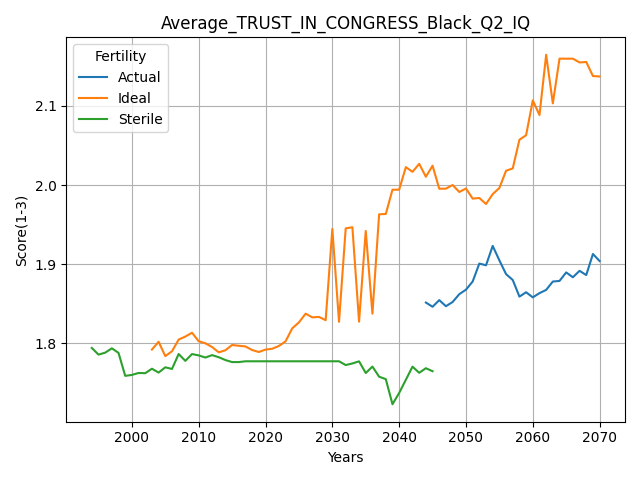 Average_TRUST_IN_CONGRESS_Black_Q2_IQ
Fertility
Actual
Ideal
Sterile
Score(1-3)
2.1
2.0
1.9
1.8
2000 2010 2020 2030 2040 2050 2060 2070
Years